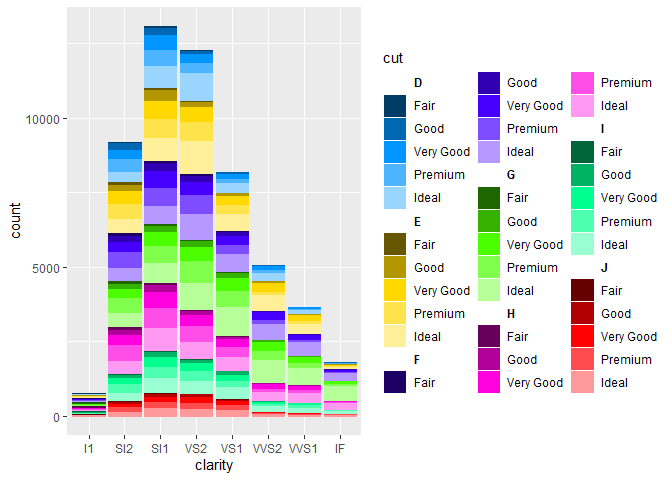 cut
D
Fair
Good
Very Good
Premium
Ideal
E
Fair
Good
Very Good
Premium
Ideal
F
Fair
Good
Very Good
Premium
Ideal
G
Fair
Good
Very Good
Premium
Ideal
H
Fair
Good
Very Good
Premium
Ideal
I
Fair
Good
Very Good
Premium
Ideal
J
Fair
Good
Very Good
Premium
Ideal
count
10000
5000
0
I1 SI2 SI1 VS2 VS1 VVS2 VVS1 IF
clarity